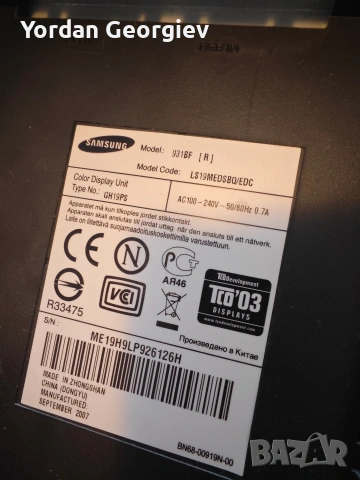 Yordan Georgiev
SAMSUNG
Model: 931BF [R]
Model Code: LS19MEDSBQ/EDC
Color Display Unit
Type No.: GH19PS
AC100-240V~50/60Hz 0.7A
Apparatet må kun tilkoples jordet stikkontakt.
Apparaten skall anslutas till jordat uttag när den ansluts till ett nätverk.
Laite on liitettävä suojamaadoituskoskettimilla varustettuun.
CE
N
PC
АЯ46
R33475
VCI
TCO Development
TCO'03
DISPLAYS
S/N:
Произведено в Китае
ME19H9LP926126H
MADE IN ZHONGSHAN
CHINA (DONGYU)
MANUFACTURED:
SEPTEMBER 2007
BN68-00919N-00
bazar